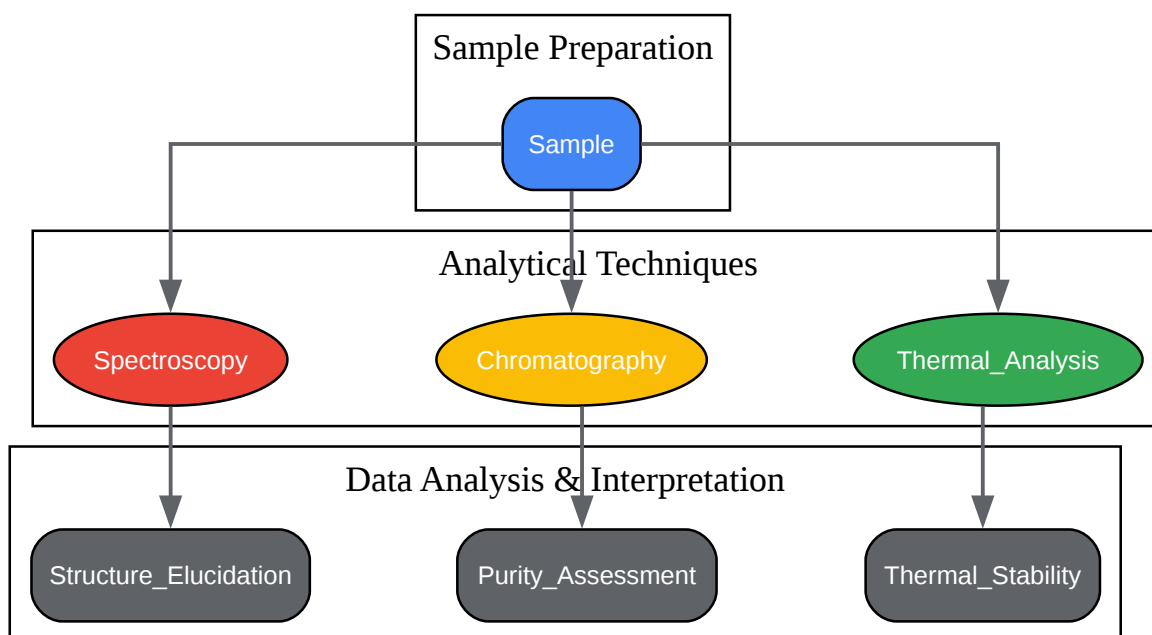 Sample Preparation
Sample
Analytical Techniques
Spectroscopy
Chromatography
Thermal_Analysis
Data Analysis & Interpretation
Structure_Elucidation
Purity_Assessment
Thermal_Stability